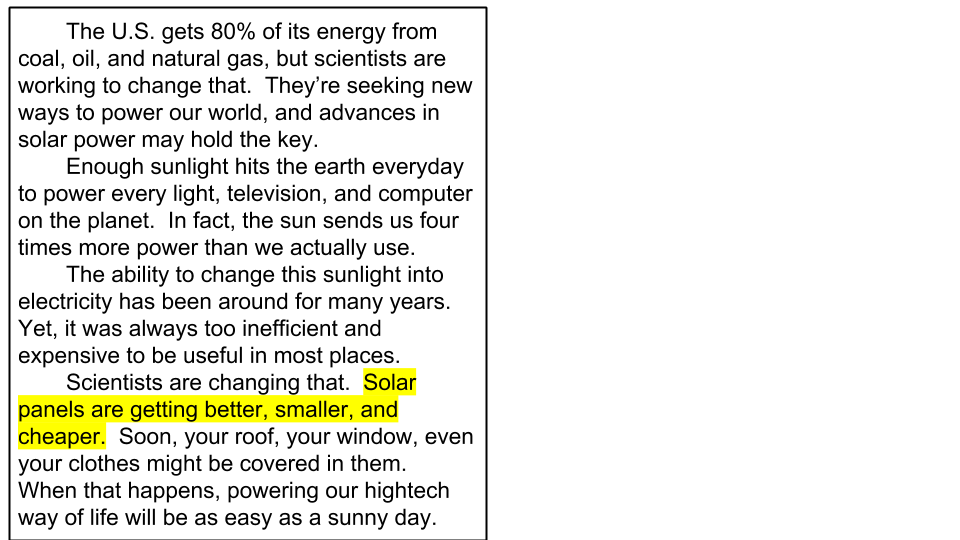 The U.S. gets 80% of its energy from
coal, oil, and natural gas, but scientists are
working to change that.  They’re seeking new
ways to power our world, and advances in
solar power may hold the key.
Enough sunlight hits the earth everyday
to power every light, television, and computer
on the planet.  In fact, the sun sends us four
times more power than we actually use.
The ability to change this sunlight into
electricity has been around for many years.
Yet, it was always too inefficient and
expensive to be useful in most places.
Scientists are changing that.  Solar
panels are getting better, smaller, and
cheaper.  Soon, your roof, your window, even
your clothes might be covered in them.
When that happens, powering our hightech
way of life will be as easy as a sunny day.